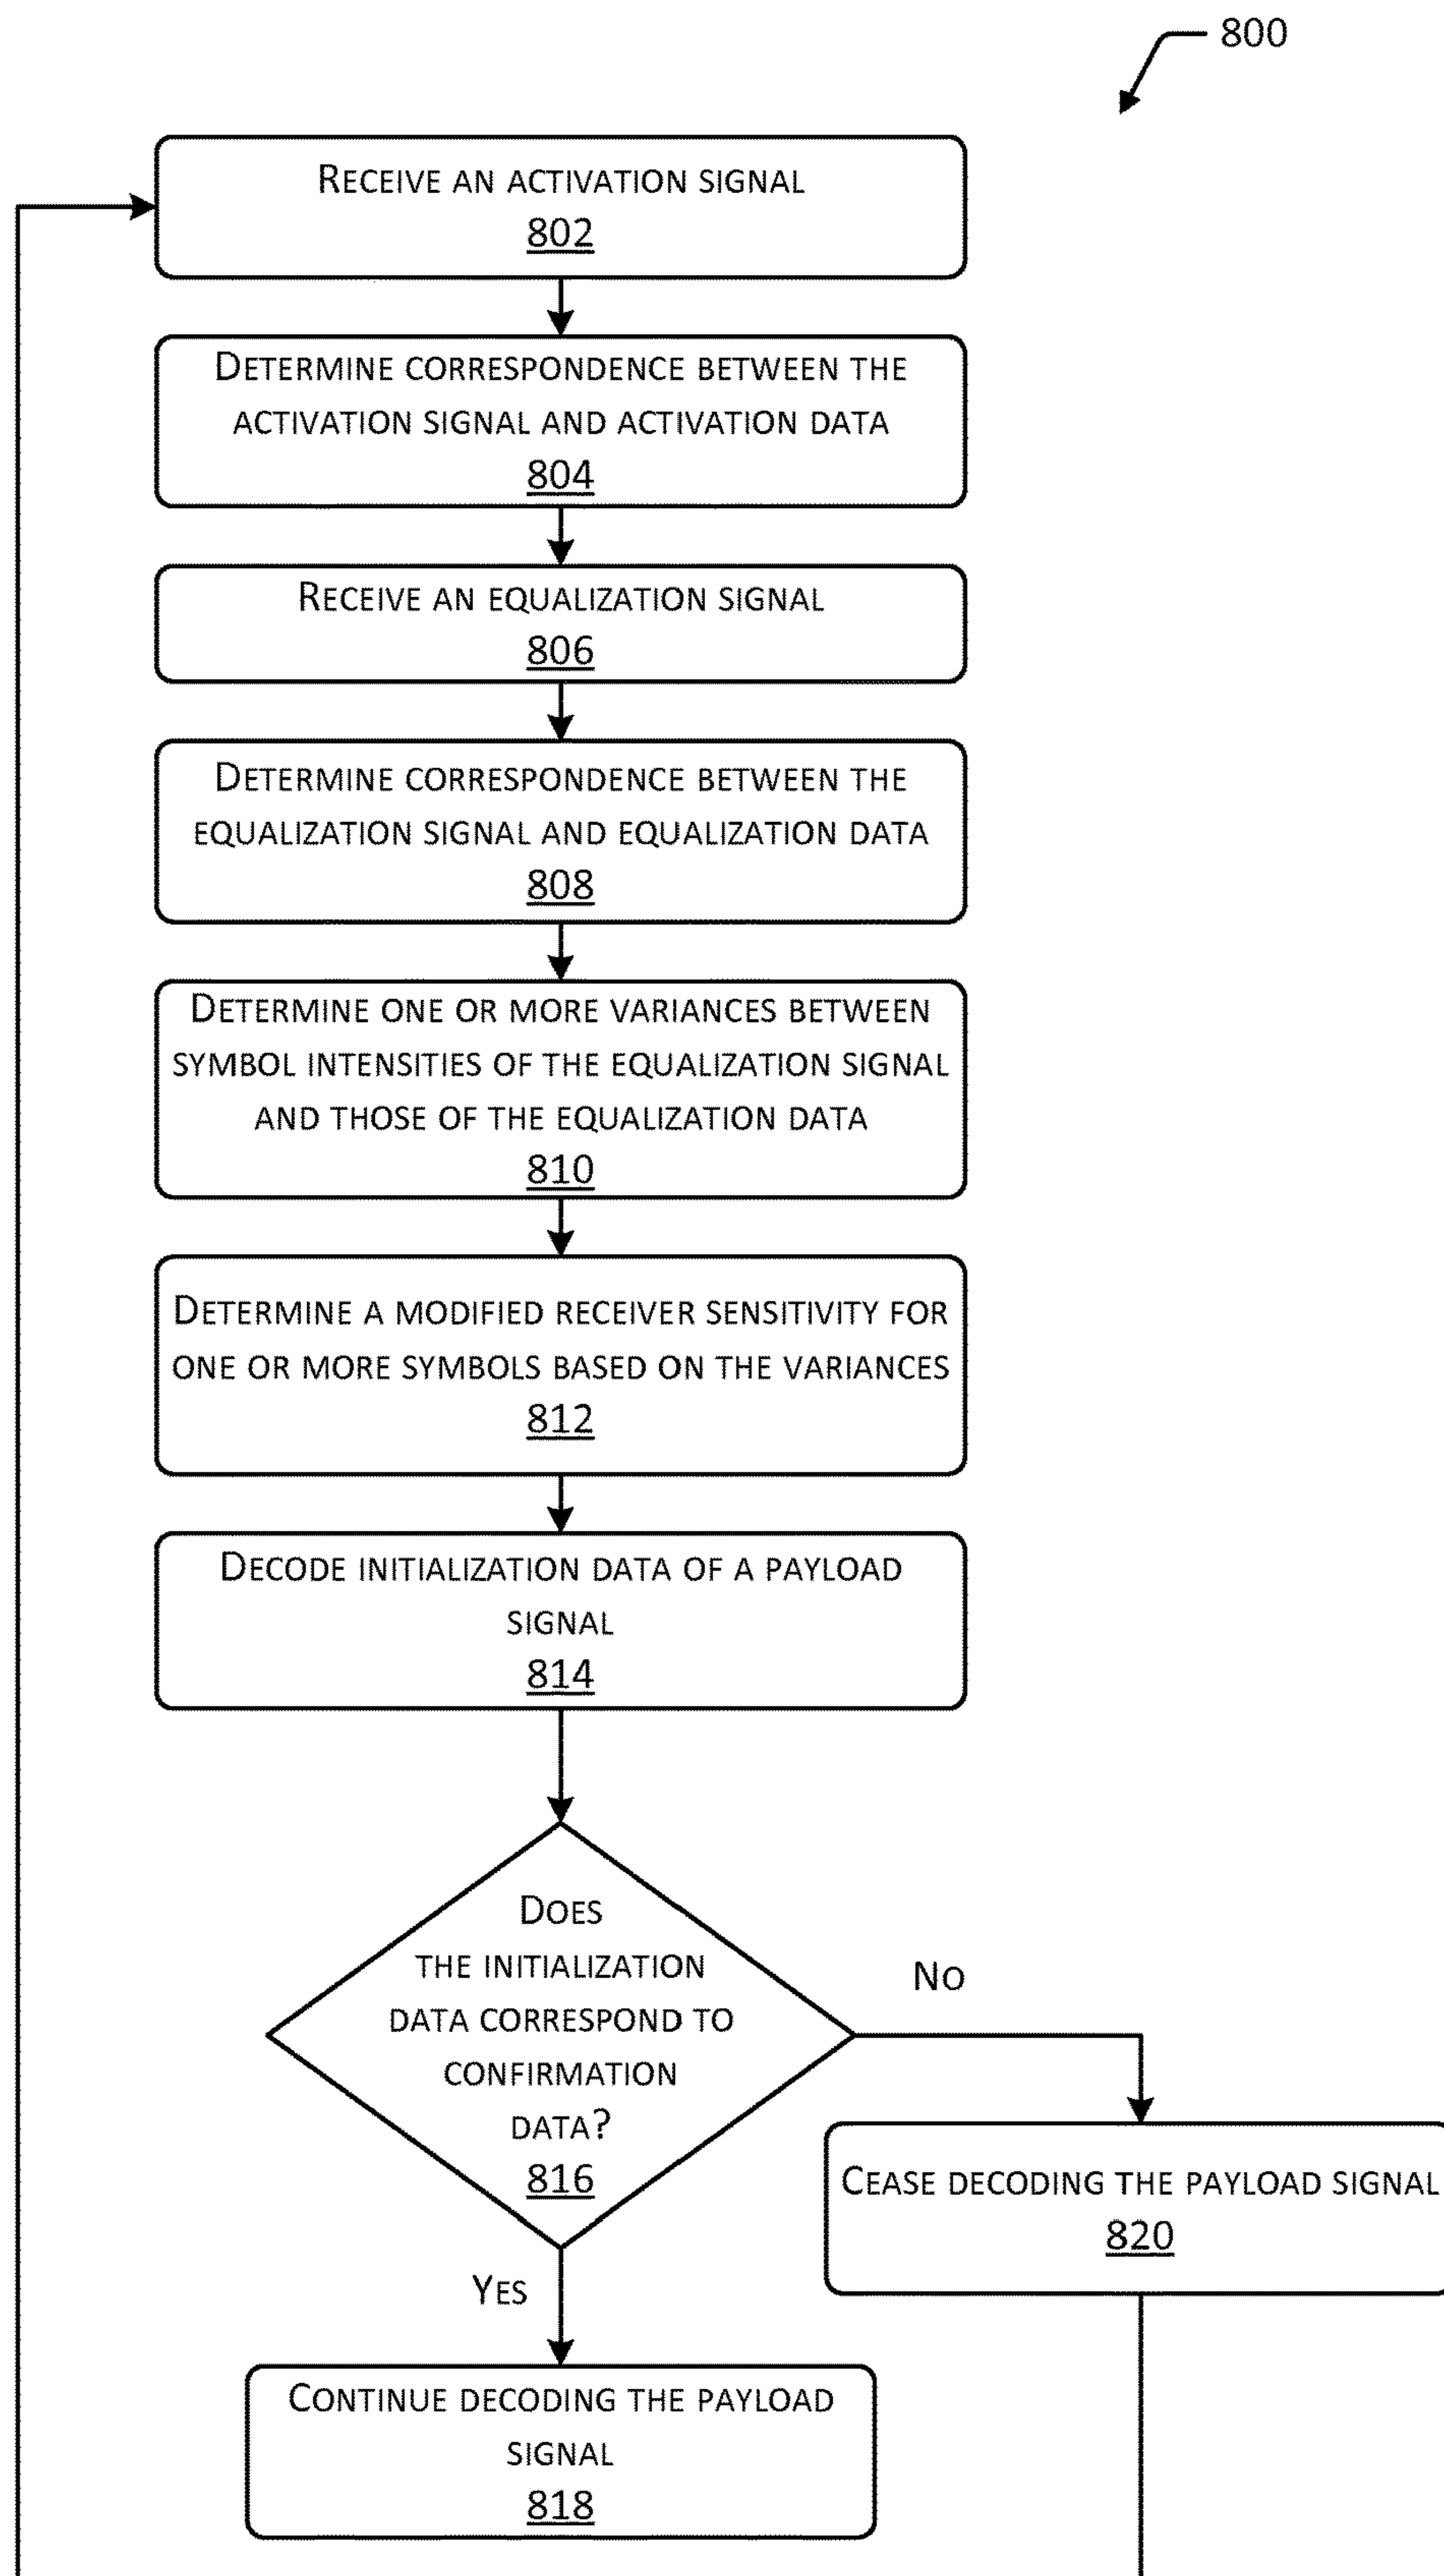 800
RECEIVE AN ACTIVATION SIGNAL
802
DETERMINE CORRESPONDENCE BETWEEN THE
ACTIVATION SIGNAL AND ACTIVATION DATA
804
RECEIVE AN EQUALIZATION SIGNAL
806
DETERMINE CORRESPONDENCE BETWEEN THE
EQUALIZATION SIGNAL AND EQUALIZATION DATA
808
DETERMINE ONE OR MORE VARIANCES BETWEEN
SYMBOL INTENSITIES OF THE EQUALIZATION SIGNAL
AND THOSE OF THE EQUALIZATION DATA
810
DETERMINE A MODIFIED RECEIVER SENSITIVITY FOR
ONE OR MORE SYMBOLS BASED ON THE VARIANCES
812
DECODE INITIALIZATION DATA OF A PAYLOAD
SIGNAL
814
DOES
THE INITIALIZATION
DATA CORRESPOND TO
CONFIRMATION
DATA?
816
NO
CEASE DECODING THE PAYLOAD SIGNAL
820
YES
CONTINUE DECODING THE PAYLOAD
SIGNAL
818